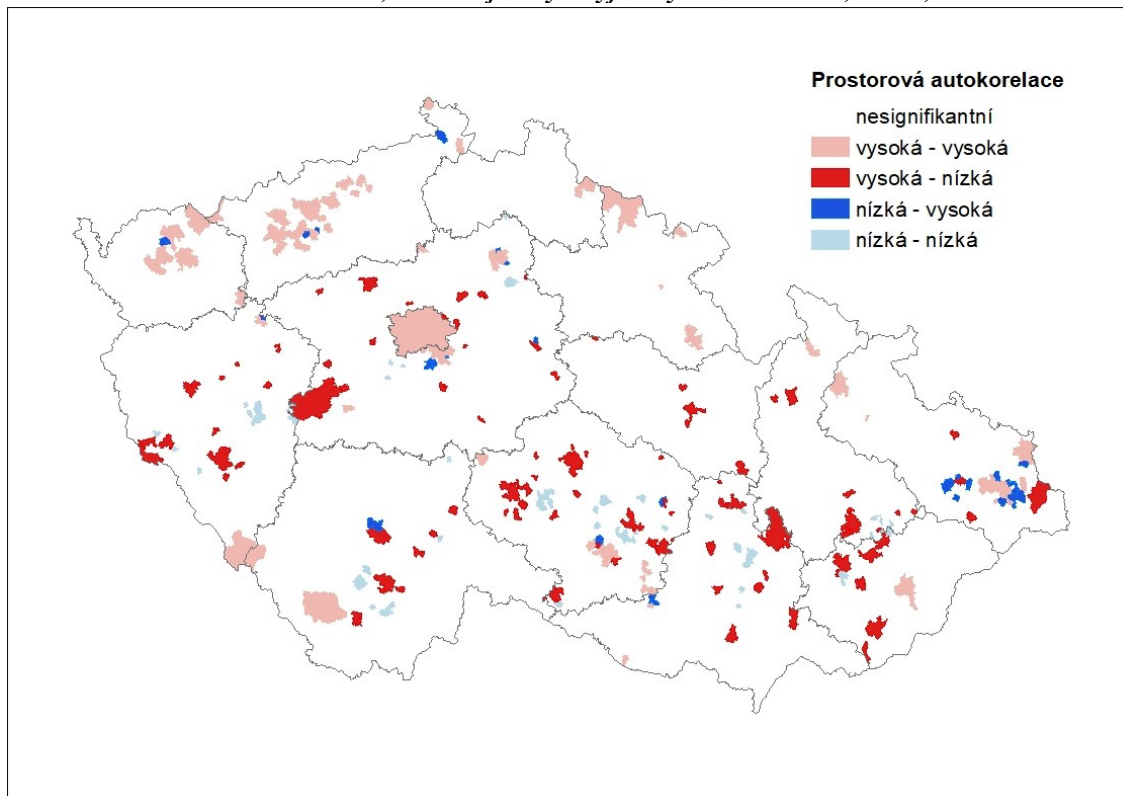 Prostorová autokorelace
nesignifikantní
vysoká - vysoká
vysoká - nízká
nízká - vysoká
nízká - nízká